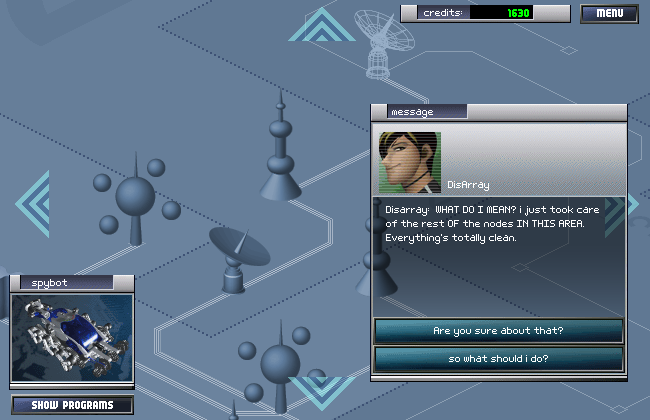 credits: 1630
MENU
message
DisArray
Disarray: WHAT DO I MEAN? i just took care
of the rest OF the nodes IN THIS AREA.
Everything's totally clean.
spybot
Are you sure about that?
so what should i do?
SHOW PROGRAMS